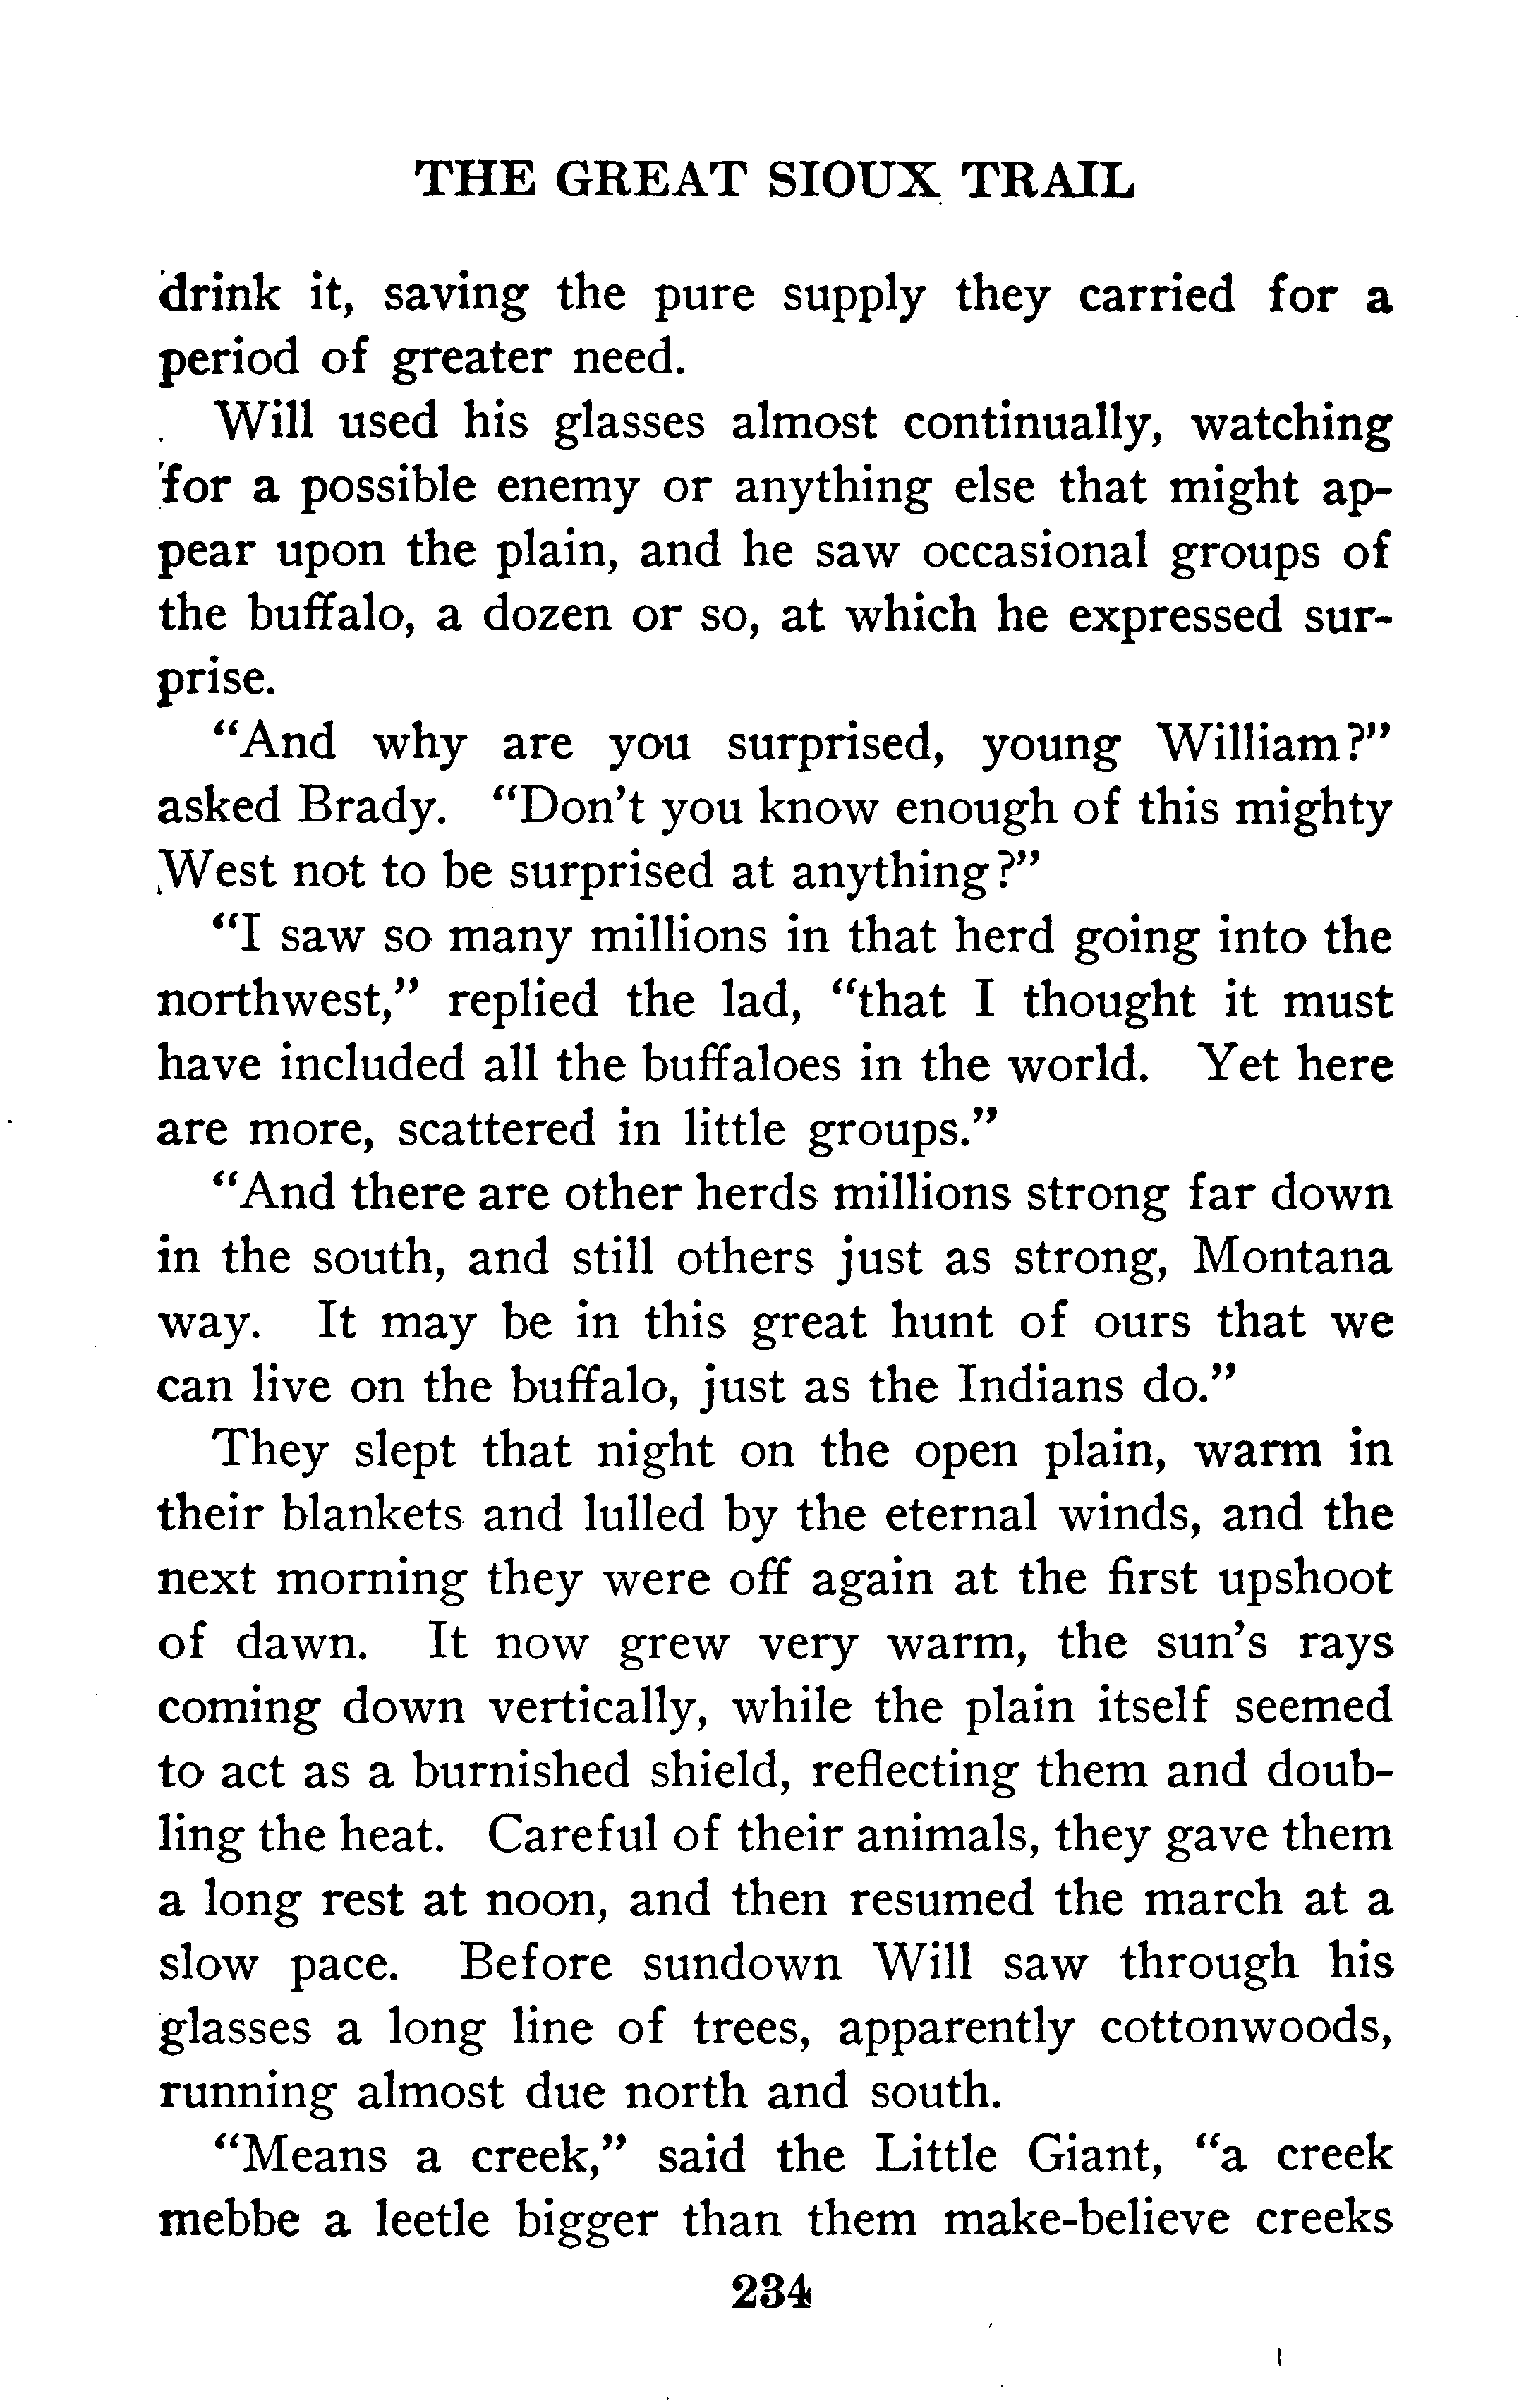 THE GREAT SIOUX TRAIL
drink it, saving the pure supply they carried for a
period of greater need.
Will used his glasses almost continually, watching
for a possible enemy or anything else that might ap-
pear upon the plain, and he saw occasional groups of
the buffalo, a dozen or so, at which he expressed sur-
prise.
"And why are you surprised, young William?"
asked Brady. "Don't you know enough of this mighty
West not to be surprised at anything?"
"I saw so many millions in that herd going into the
northwest," replied the lad, "that I thought it must
have included all the buffaloes in the world. Yet here
are more, scattered in little groups."
"And there are other herds millions strong far down
in the south, and still others just as strong, Montana
way. It may be in this great hunt of ours that we
can live on the buffalo, just as the Indians do."
They slept that night on the open plain, warm in
their blankets and lulled by the eternal winds, and the
next morning they were off again at the first upshoot
of dawn. It now grew very warm, the sun's rays
coming down vertically, while the plain itself seemed
to act as a burnished shield, reflecting them and doub-
ling the heat. Careful of their animals, they gave them
a long rest at noon, and then resumed the march at a
slow pace. Before sundown Will saw through his
glasses a long line of trees, apparently cottonwoods,
running almost due north and south.
"Means a creek," said the Little Giant, "a creek
mebbe a leetle bigger than them make-believe creeks
234